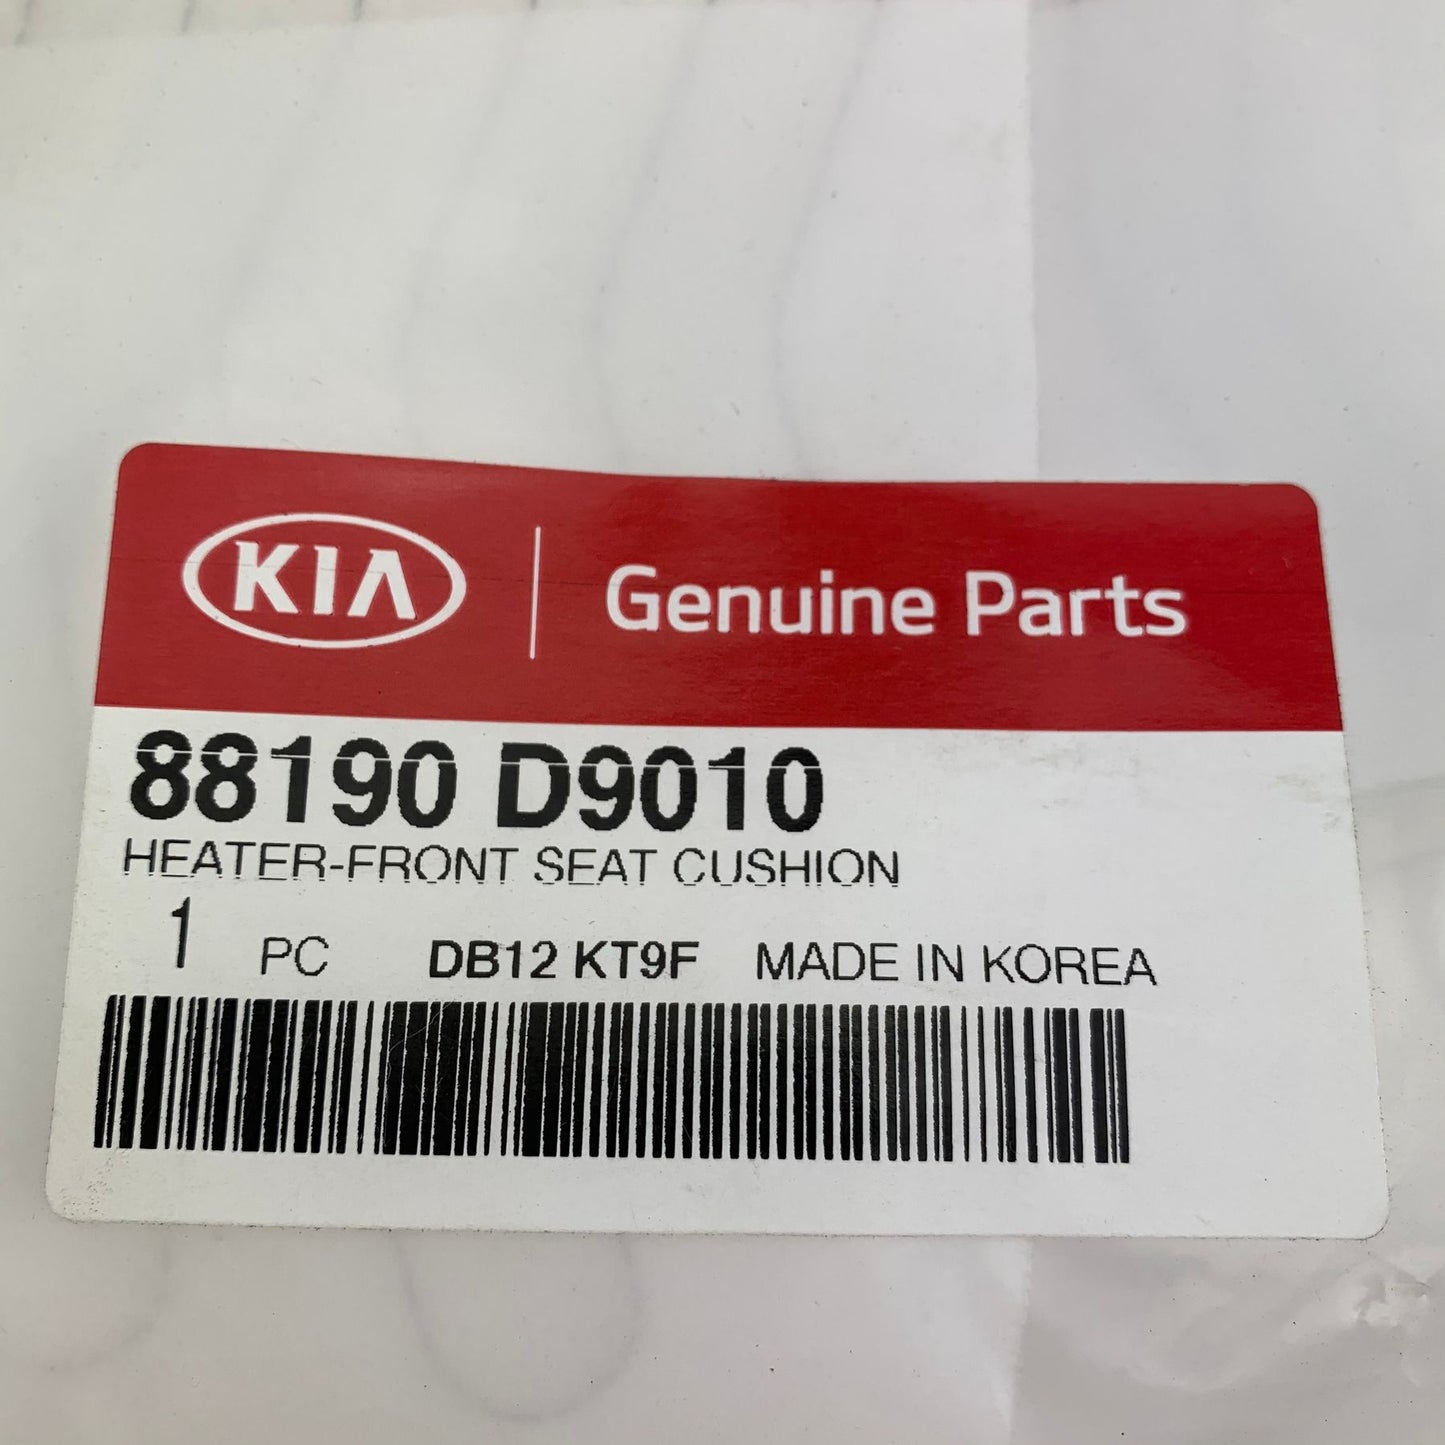 KIA Genuine Parts
88190 D9010
HEATER-FRONT SEAT CUSHION
1 PC DB12 KT9F MADE IN KOREA